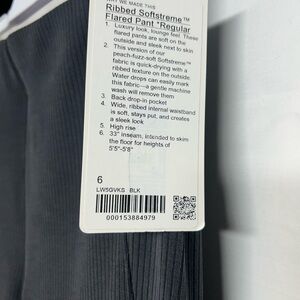 WHY WE MADE THIS
Ribbed Softstreme™
Flared Pant *Regular
1. Luxury look, lounge feel. These
flared pants are soft on the
outside and sleek next to skin
2. This version of our
peach-fuzz-soft Softstreme™
fabric is quick-drying with a
ribbed texture on the outside.
Water drops can easily mark
this fabric—a gentle machine
wash will remove them
3. Back drop-in pocket
4. Wide, ribbed internal waistband
is soft, stays put, and creates
a sleek look
5. High rise
6. 33" inseam, intended to skim
the floor for heights of
5'5"-5'8"
6
LW5GVKS BLK
000153884979